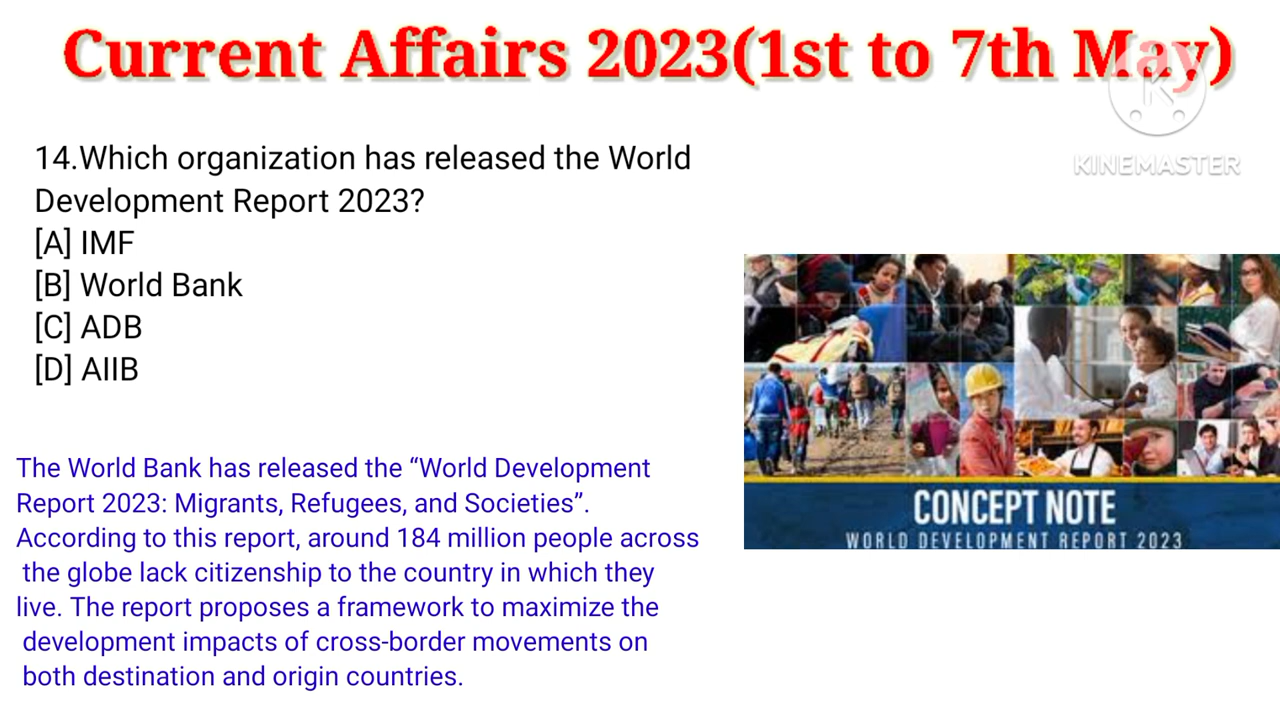 Current Affairs 2023(1st to 7th May)
KINEMASTER
14.Which organization has released the World
Development Report 2023?
[A] IMF
[B] World Bank
[C] ADB
[D] AIIB
The World Bank has released the “World Development
Report 2023: Migrants, Refugees, and Societies”.
According to this report, around 184 million people across
the globe lack citizenship to the country in which they
live. The report proposes a framework to maximize the
development impacts of cross-border movements on
both destination and origin countries.
CONCEPT NOTE
WORLD DEVELOPMENT REPORT 2023